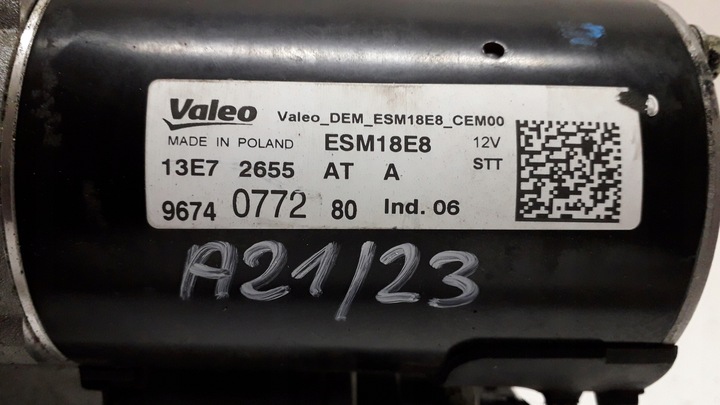 Valeo Valeo_DEM_ESM18E8_CEM00
MADE IN POLAND ESM18E8 12V
13E7 2655 AT A STT
9674 0772 80 Ind. 06
A21/23